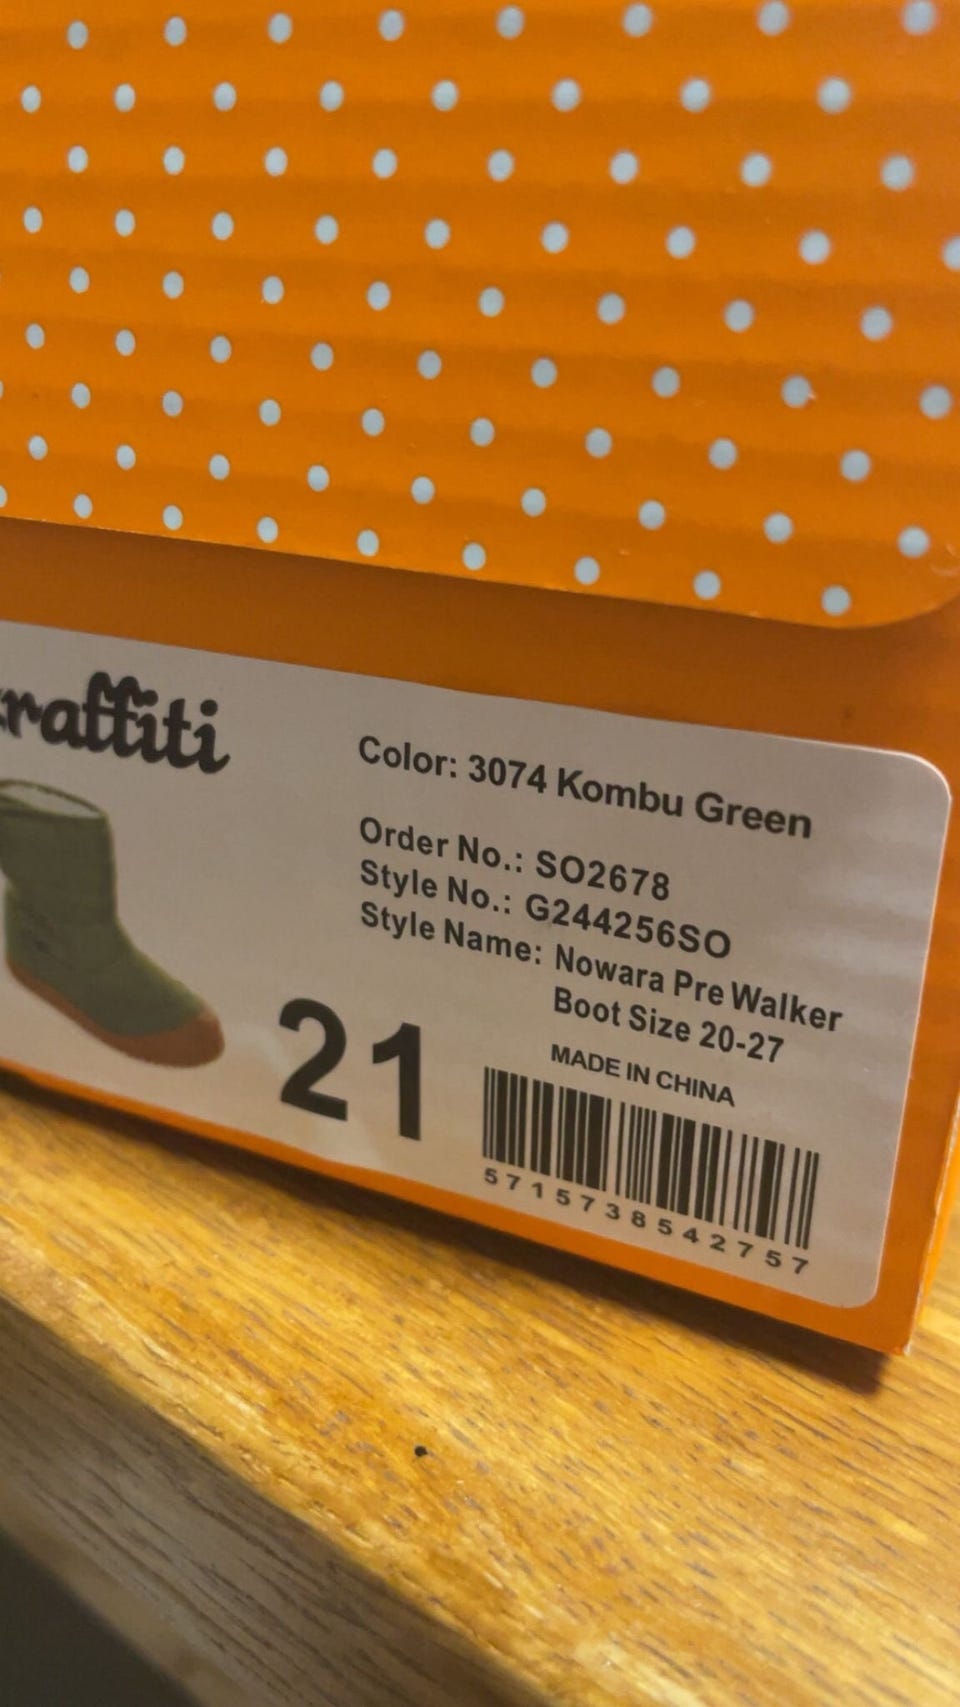 raffiti
Color: 3074 Kombu Green
Order No.: SO2678
Style No.: G244256SO
Style Name: Nowara Pre Walker
Boot Size 20-27
21
MADE IN CHINA
5715738542757